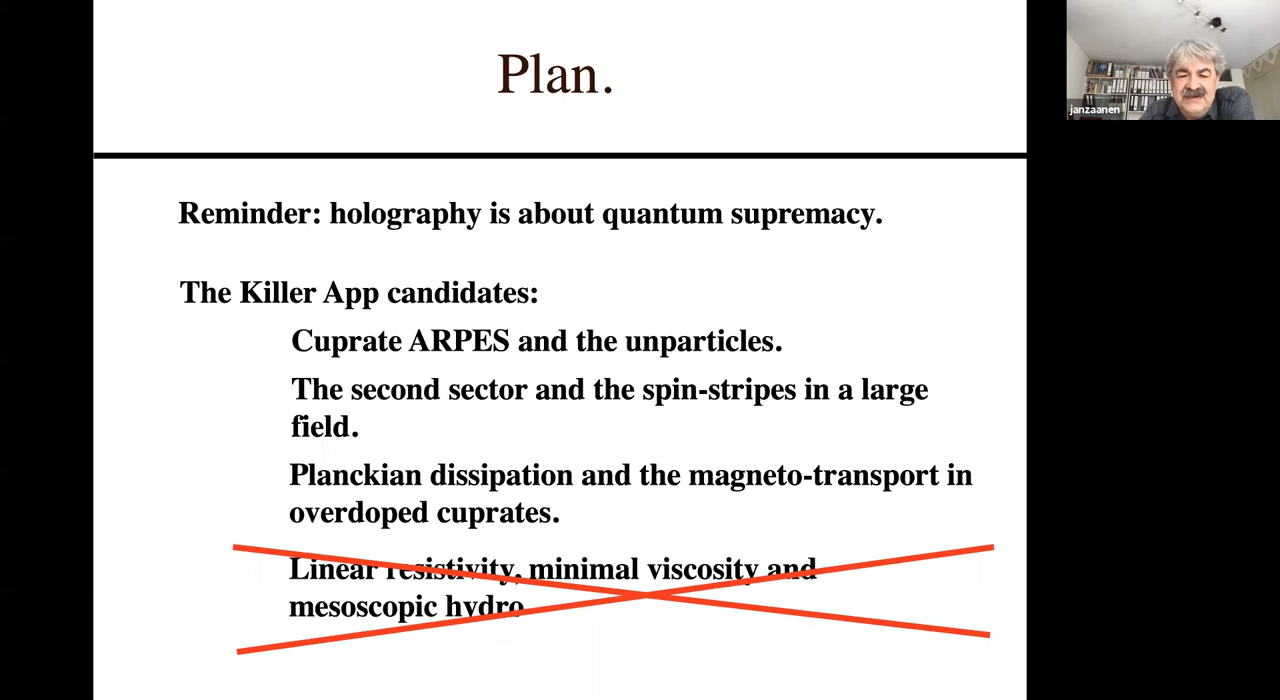 Plan.
janzaanen
Reminder: holography is about quantum supremacy.
The Killer App candidates:
Cuprate ARPES and the unparticles.
The second sector and the spin-stripes in a large
field.
Planckian dissipation and the magneto-transport in
overdoped cuprates.
Linear resistivity, minimal viscosity and
mesoscopic hydro